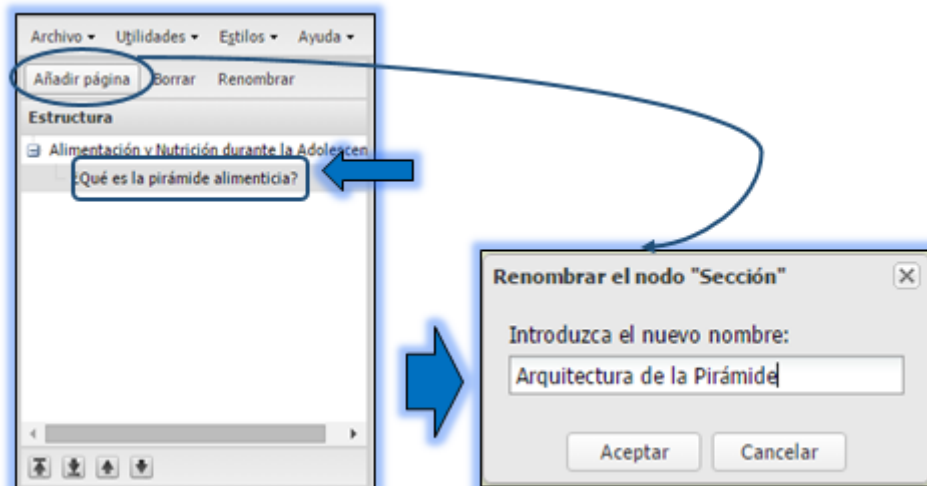 Archivo Utilidades Estilos Ayuda
Añadir página Borrar Renombrar
Estructura
Alimentación y Nutrición durante la Adolescen
¿Qué es la pirámide alimenticia?
Renombrar el nodo "Sección"
Introduzca el nuevo nombre:
Arquitectura de la Pirámide
Aceptar Cancelar